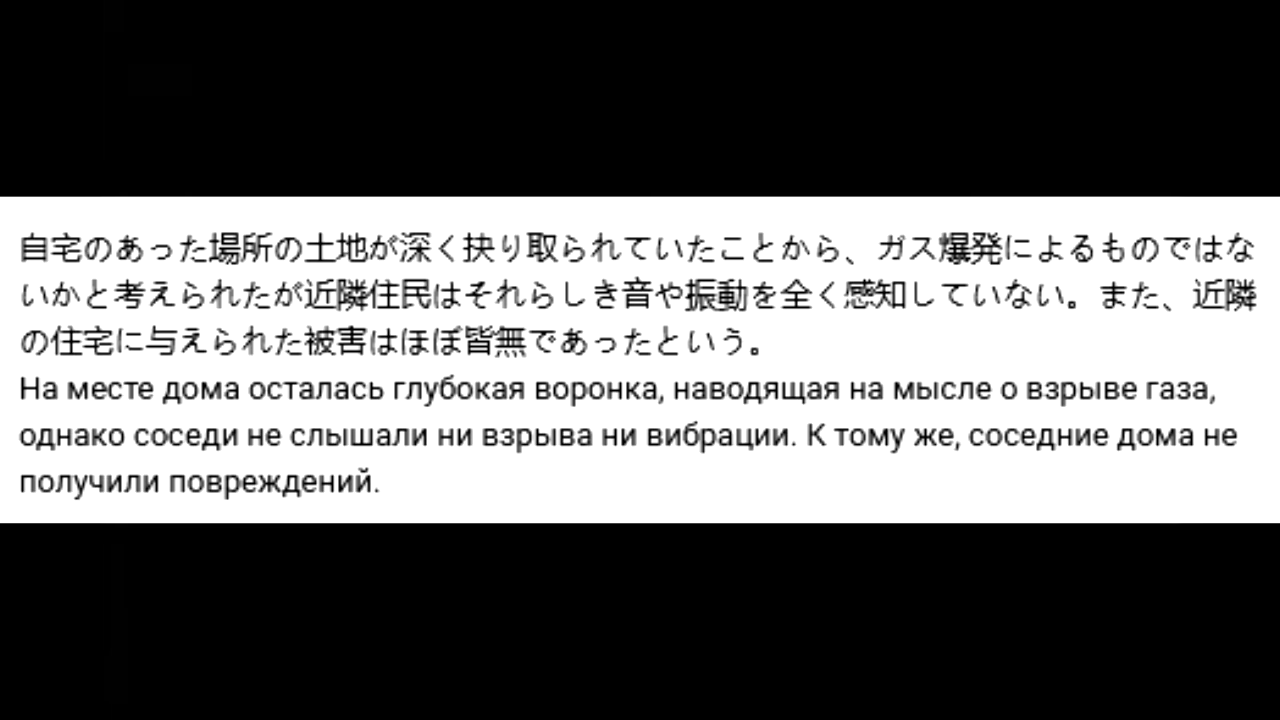 自宅のあった場所の土地が深く抉り取られていたことから、ガス爆発によるものではな
いかと考えられたが近隣住民はそれらしき音や振動を全く感知していない。また、近隣
の住宅に与えられた被害はほぼ皆無であったという。
На месте дома осталась глубокая воронка, наводящая на мысле о взрыве газа,
однако соседи не слышали ни взрыва ни вибрации. К тому же, соседние дома не
получили повреждений.